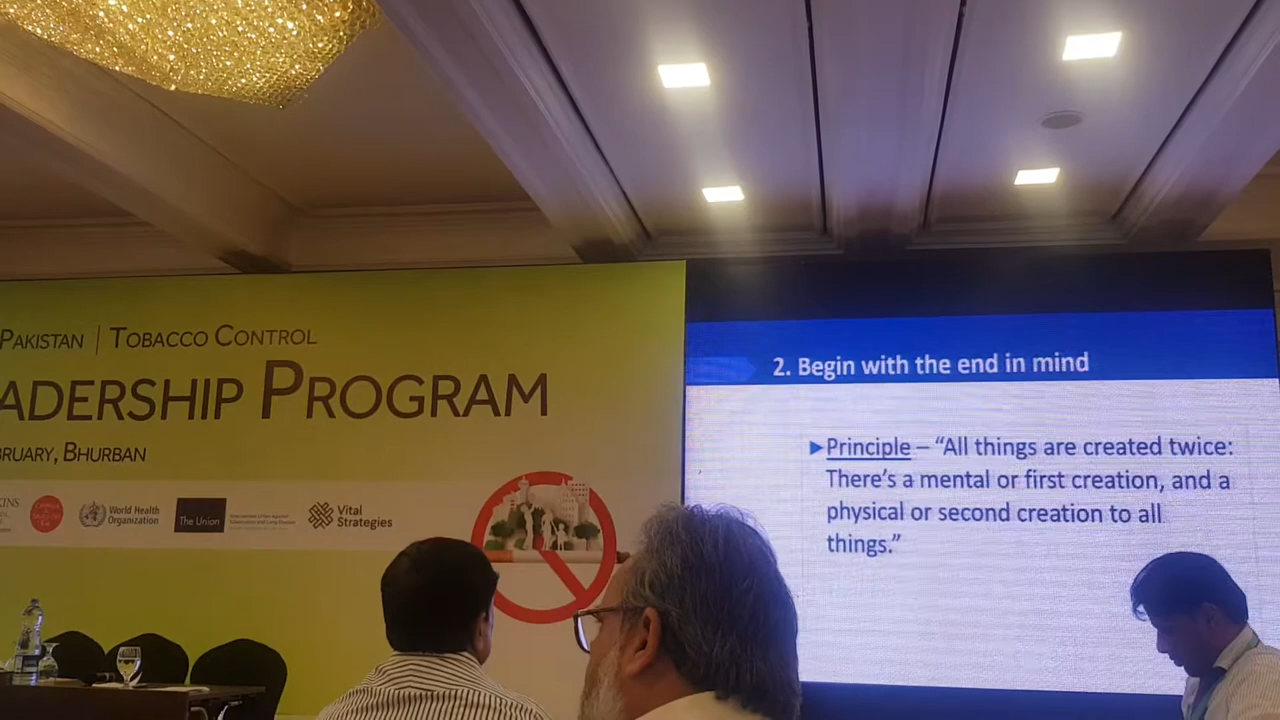 PAKISTAN | TOBACCO CONTROL
ADERSHIP PROGRAM
BRUARY, BHURBAN
KINS
World Health
Organization
The Union
Vital
Strategies
2. Begin with the end in mind
▶Principle – “All things are created twice:
There’s a mental or first creation, and a
physical or second creation to all
things.”